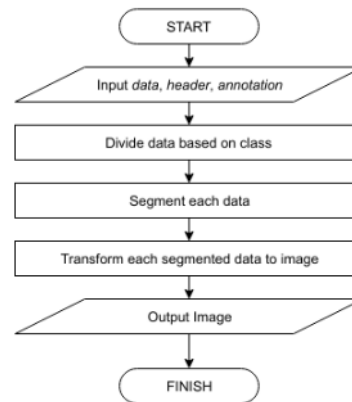 START
Input data, header, annotation
Divide data based on class
Segment each data
Transform each segmented data to image
Output Image
FINISH